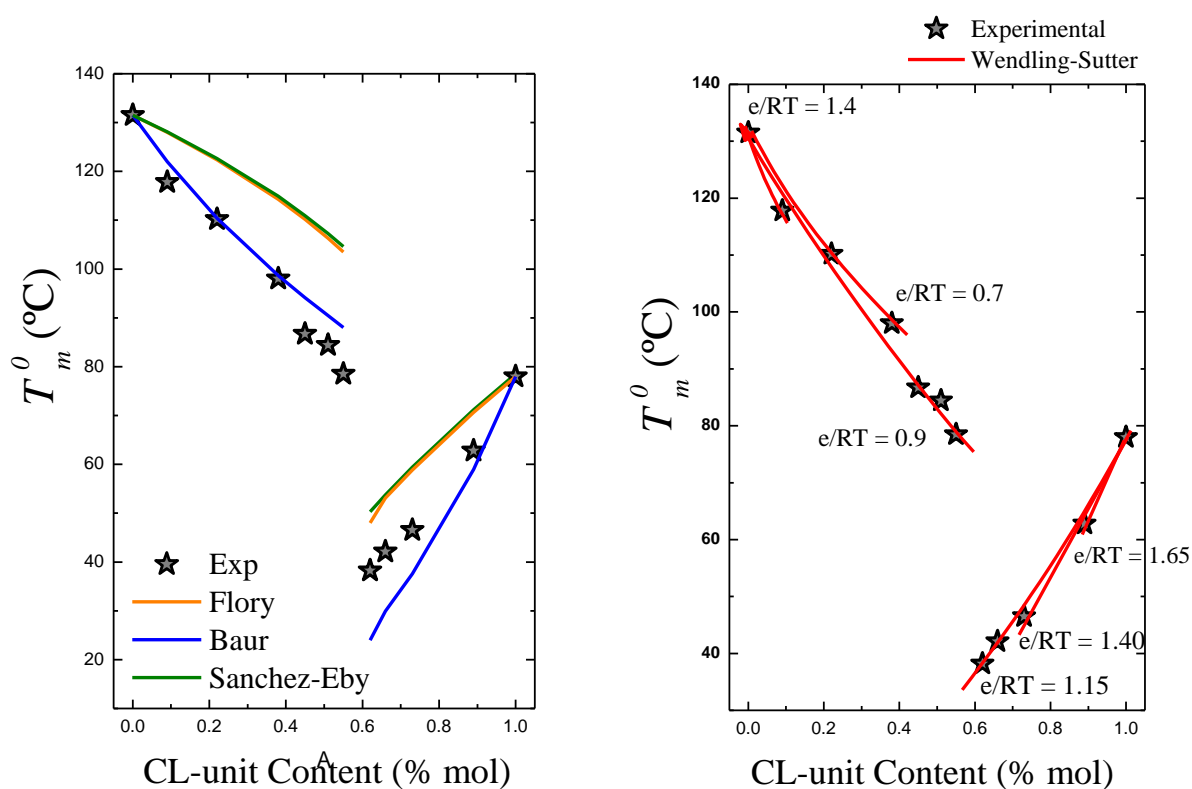 Experimental
Wendling-Sutter
140
120
100
80
60
40
20
T m 0 (ºC)
Exp
Flory
Baur
Sanchez-Eby
0.0 0.2 0.4 0.6 0.8 1.0
A
CL-unit Content (% mol)
140
120
100
80
60
40
T m 0 (ºC)
e/RT = 1.4
e/RT = 0.7
e/RT = 0.9
e/RT = 1.65
e/RT = 1.40
e/RT = 1.15
0.0 0.2 0.4 0.6 0.8 1.0
CL-unit Content (% mol)